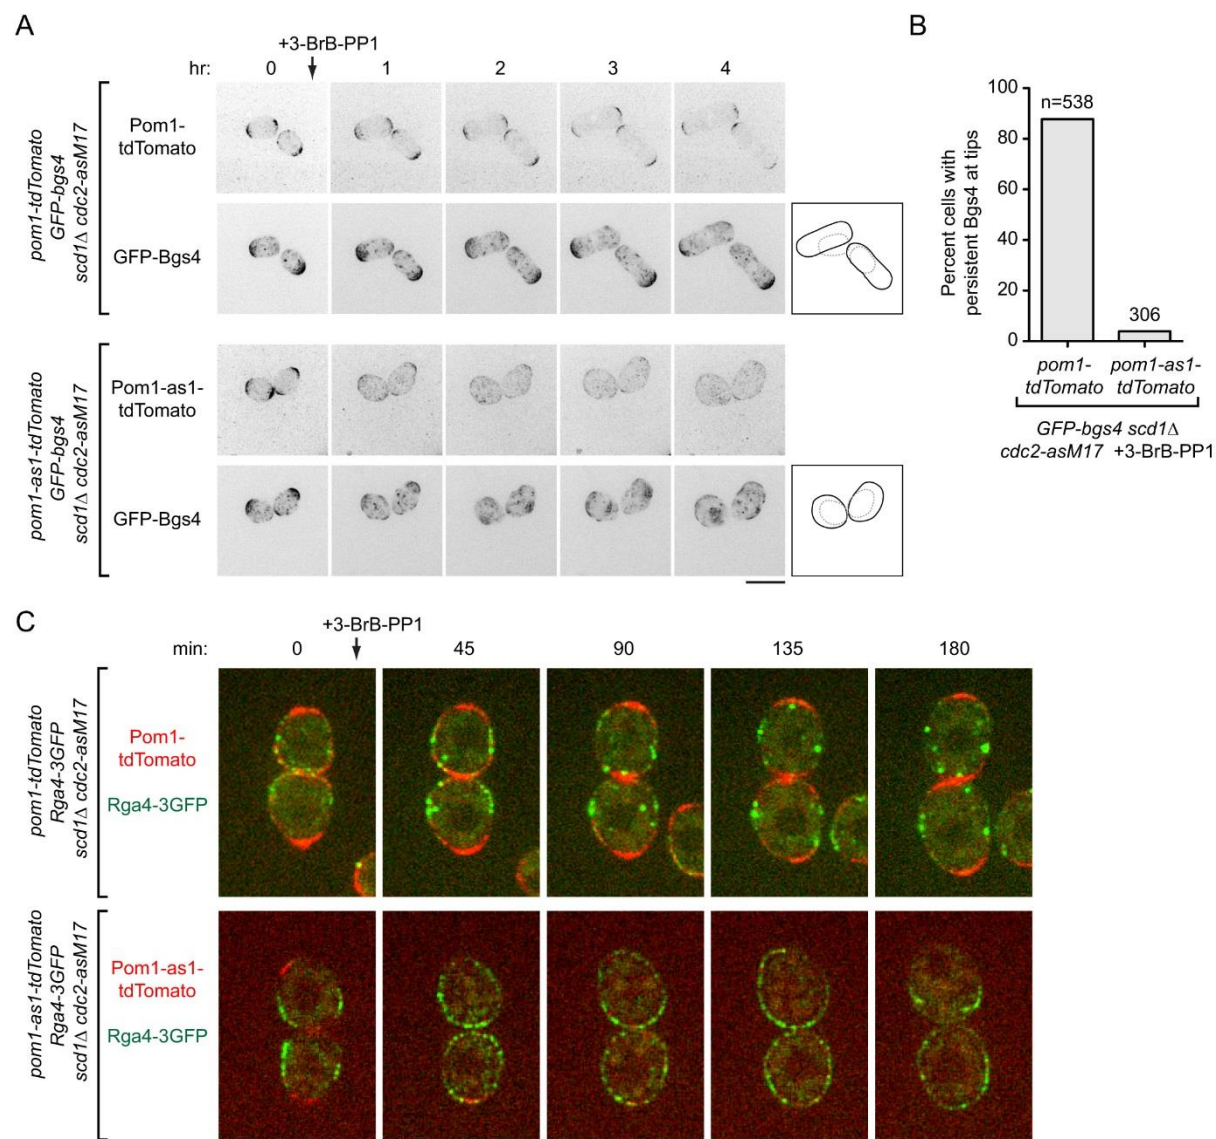 A
+3-BrB-PP1
hr: 0 1 2 3 4
pom1-tdTomato
GFP-bgs4
scd1Δ cdc2-asM17
Pom1-
tdTomato
GFP-Bgs4
pom1-as1-tdTomato
GFP-bgs4
scd1Δ cdc2-asM17
Pom1-as1-
tdTomato
GFP-Bgs4
B
Percent cells with
persistent Bgs4 at tips
100
80
60
40
20
0
n=538
306
pom1-
tdTomato
pom1-as1-
tdTomato
GFP-bgs4 scd1Δ
cdc2-asM17 +3-BrB-PP1
C
+3-BrB-PP1
min: 0 45 90 135 180
pom1-tdTomato
Rga4-3GFP
scd1Δ cdc2-asM17
Pom1-
tdTomato
Rga4-3GFP
pom1-as1-tdTomato
Rga4-3GFP
scd1Δ cdc2-asM17
Pom1-as1-
tdTomato
Rga4-3GFP